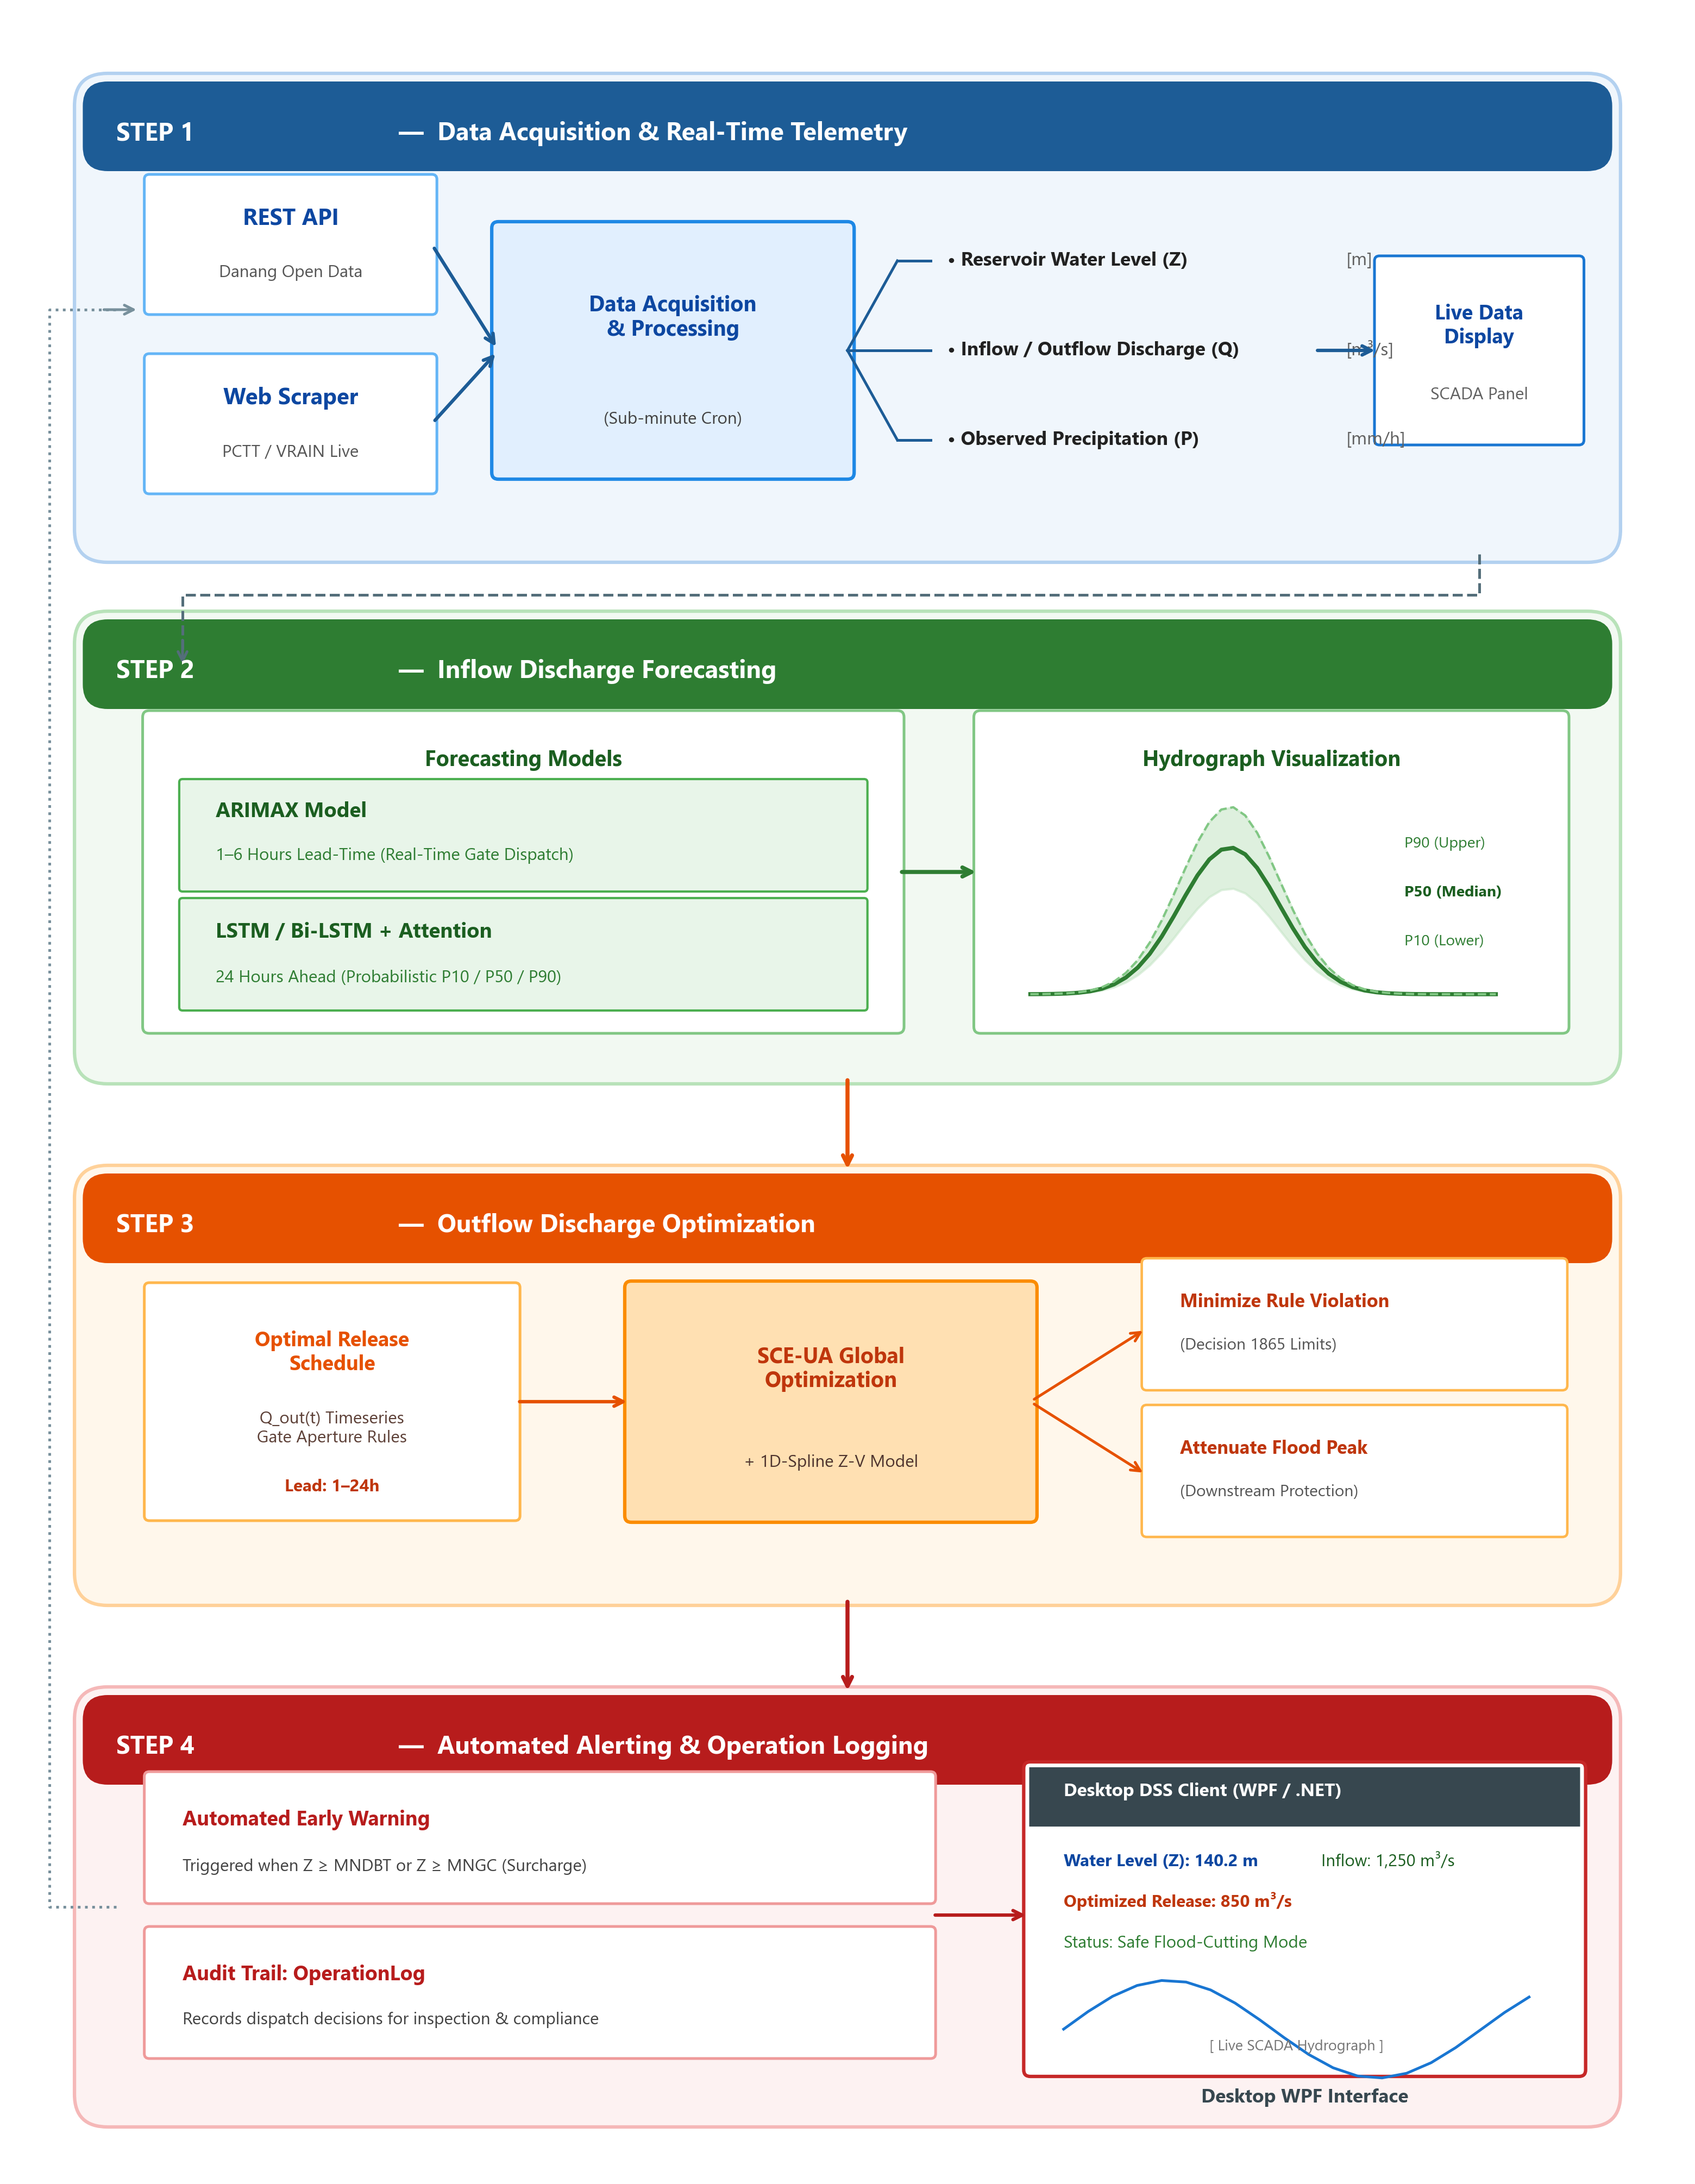 STEP 1 — Data Acquisition & Real-Time Telemetry
REST API
Danang Open Data
Web Scraper
PCTT / VRAIN Live
Data Acquisition
& Processing
(Sub-minute Cron)
• Reservoir Water Level (Z) [m]
• Inflow / Outflow Discharge (Q) [m³/s]
• Observed Precipitation (P) [mm/h]
Live Data
Display
SCADA Panel
STEP 2 — Inflow Discharge Forecasting
Forecasting Models
ARIMAX Model
1–6 Hours Lead-Time (Real-Time Gate Dispatch)
LSTM / Bi-LSTM + Attention
24 Hours Ahead (Probabilistic P10 / P50 / P90)
Hydrograph Visualization
P90 (Upper)
P50 (Median)
P10 (Lower)
STEP 3 — Outflow Discharge Optimization
Optimal Release
Schedule
Q_out(t) Timeseries
Gate Aperture Rules
Lead: 1–24h
SCE-UA Global
Optimization
+ 1D-Spline Z-V Model
Minimize Rule Violation
(Decision 1865 Limits)
Attenuate Flood Peak
(Downstream Protection)
STEP 4 — Automated Alerting & Operation Logging
Automated Early Warning
Triggered when Z ≥ MNDBT or Z ≥ MNGC (Surcharge)
Audit Trail: OperationLog
Records dispatch decisions for inspection & compliance
Desktop DSS Client (WPF / .NET)
Water Level (Z): 140.2 m Inflow: 1,250 m³/s
Optimized Release: 850 m³/s
Status: Safe Flood-Cutting Mode
[ Live SCADA Hydrograph ]
Desktop WPF Interface